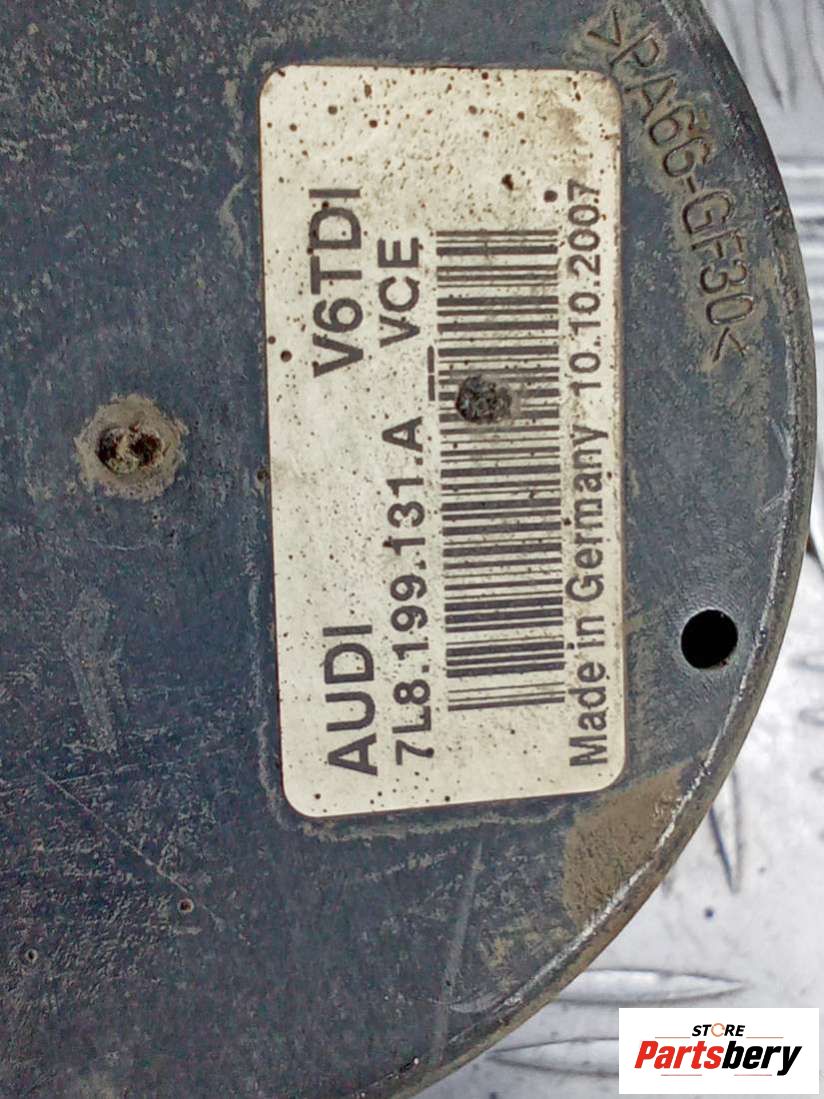 AUDI V6TDI
7L8.199.131.A VCE
Made in Germany 10.10.2007
>PA66-GF30<
STORE
Partsbery